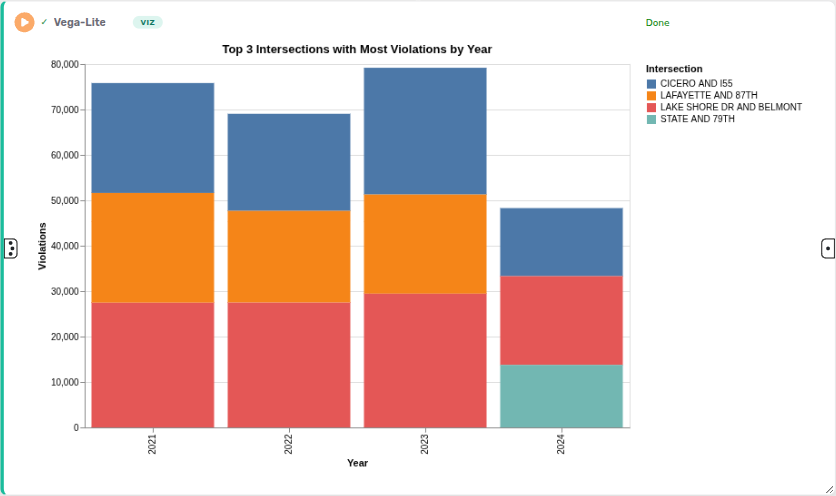 ✓ Vega-Lite VIZ Done
Top 3 Intersections with Most Violations by Year
80,000
70,000
60,000
50,000
40,000
30,000
20,000
10,000
0
Violations
2021 2022 2023 2024
Year
Intersection
CICERO AND I55
LAFAYETTE AND 87TH
LAKE SHORE DR AND BELMONT
STATE AND 79TH